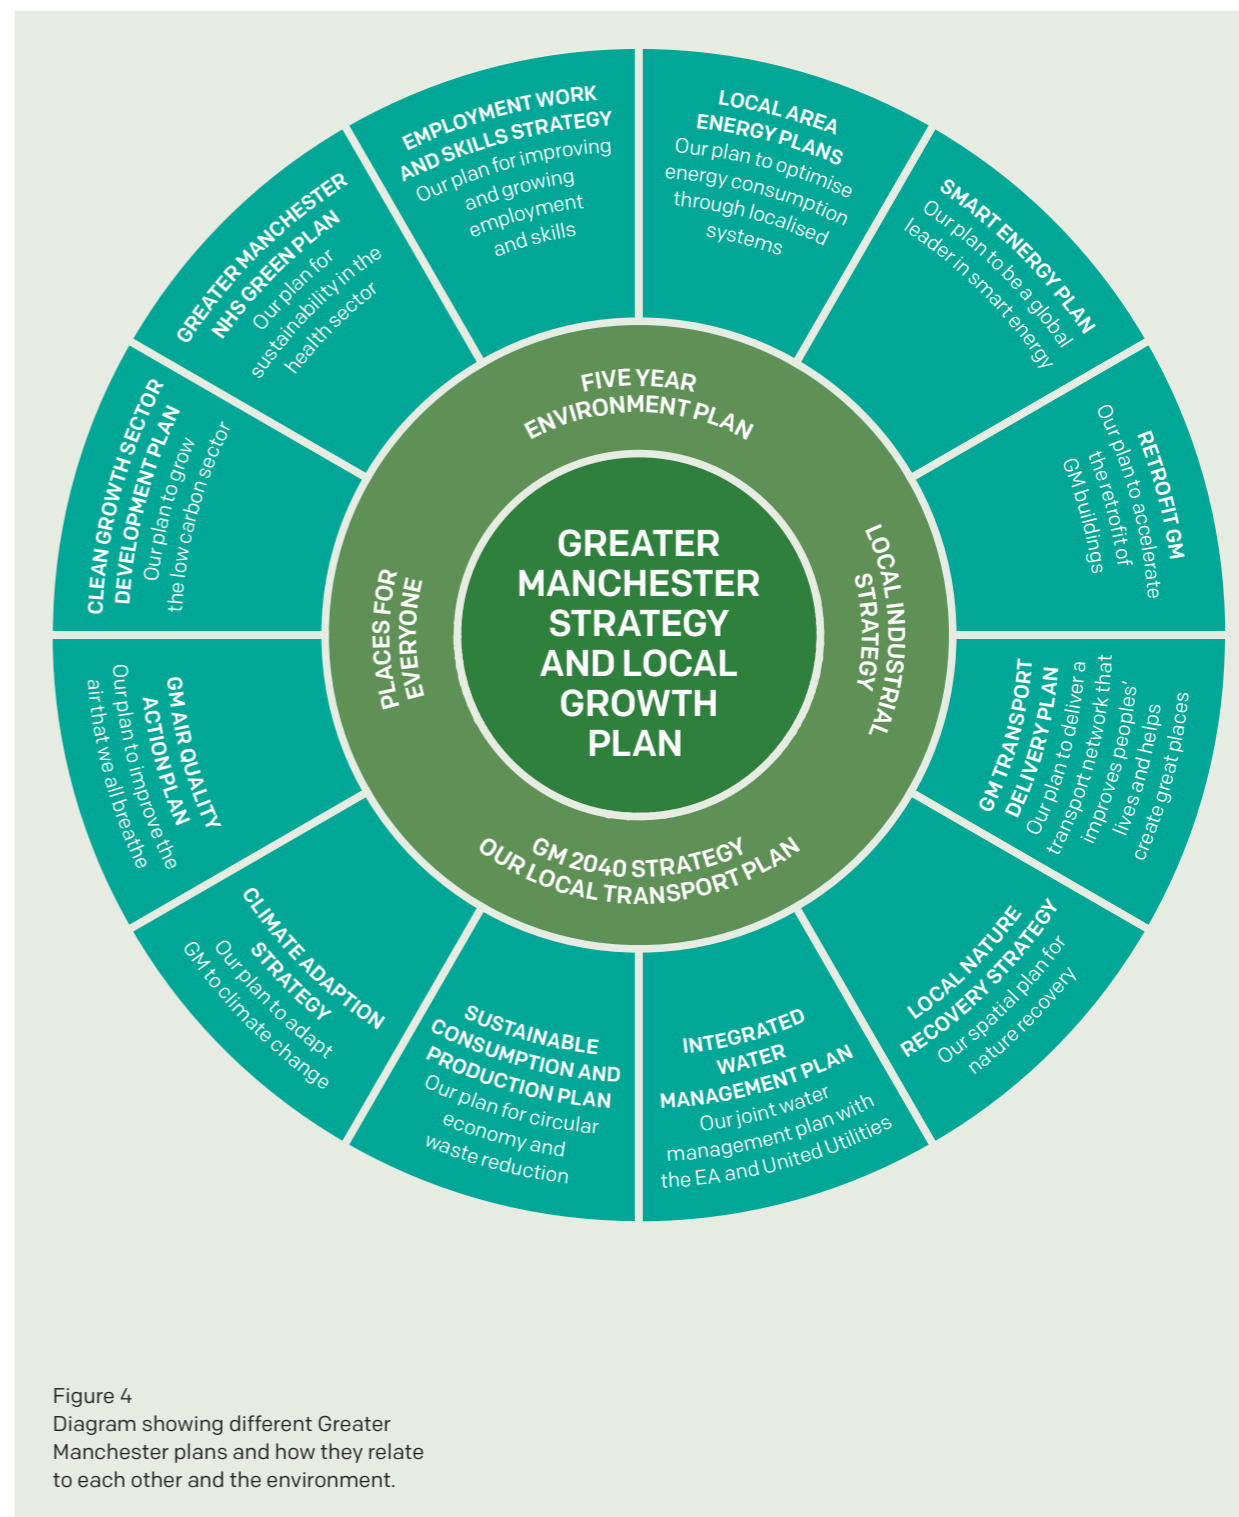 GREATER
MANCHESTER
STRATEGY
AND LOCAL
GROWTH
PLAN
FIVE YEAR
ENVIRONMENT PLAN
LOCAL INDUSTRIAL
STRATEGY
GM 2040 STRATEGY
OUR LOCAL TRANSPORT PLAN
PLACES FOR
EVERYONE
LOCAL AREA
ENERGY PLANS
Our plan to optimise
energy consumption
through localised
systems
SMART ENERGY PLAN
Our plan to be a global
leader in smart energy
RETROFIT GM
Our plan to accelerate
the retrofit of
GM buildings
GM TRANSPORT
DELIVERY PLAN
Our plan to deliver a
transport network that
improves peoples’
lives and helps
create great places
LOCAL NATURE
RECOVERY STRATEGY
Our spatial plan for
nature recovery
INTEGRATED
WATER
MANAGEMENT PLAN
Our joint water
management plan with
the EA and United Utilities
SUSTAINABLE
CONSUMPTION AND
PRODUCTION PLAN
Our plan for circular
economy and
waste reduction
CLIMATE ADAPTION
STRATEGY
Our plan to adapt
GM to climate change
GM AIR QUALITY
ACTION PLAN
Our plan to improve the
air that we all breathe
CLEAN GROWTH SECTOR
DEVELOPMENT PLAN
Our plan to grow
the low carbon sector
GREATER MANCHESTER
NHS GREEN PLAN
Our plan for
sustainability in the
health sector
EMPLOYMENT WORK
AND SKILLS STRATEGY
Our plan for improving
and growing
employment
and skills
Figure 4
Diagram showing different Greater
Manchester plans and how they relate
to each other and the environment.